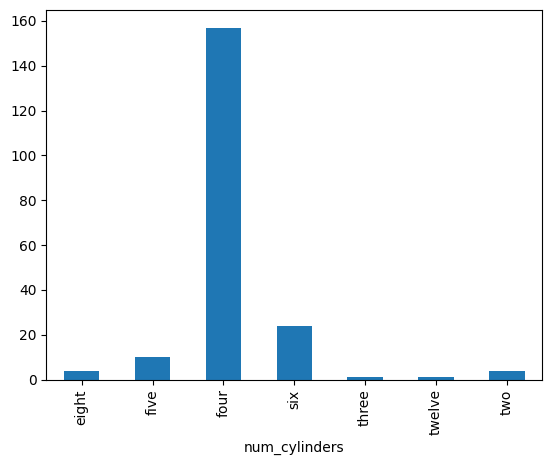 160
140
120
100
80
60
40
20
0
eight
five
four
six
three
twelve
two
num_cylinders